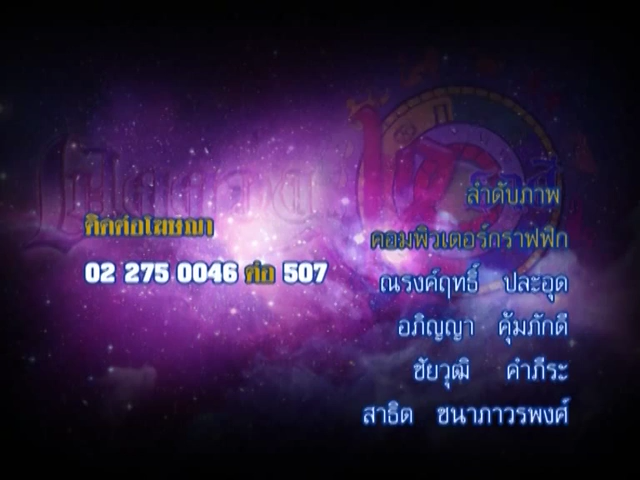 ติดต่อโฆษณา
02 275 0046 ต่อ 507
ลำดับภาพ
คอมพิวเตอร์กราฟฟิก
ณรงค์ฤทธิ์ ปละอุด
อภิญญา คุ้มภักดี
ชัยวุฒิ คำภีระ
สาธิด ชนาภาวรพงศ์